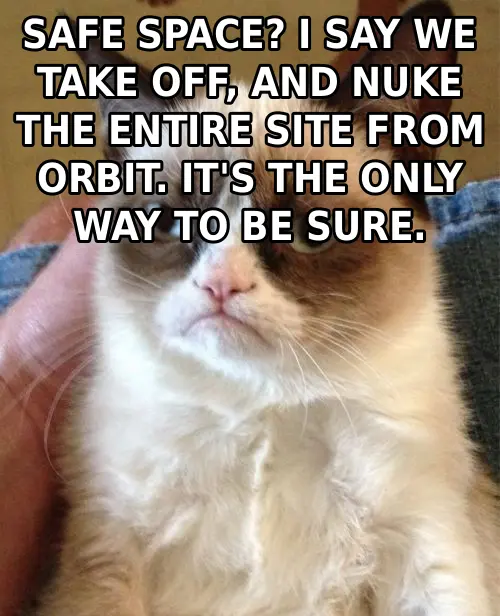 SAFE SPACE? I SAY WE
TAKE OFF, AND NUKE
THE ENTIRE SITE FROM
ORBIT. IT'S THE ONLY
WAY TO BE SURE.